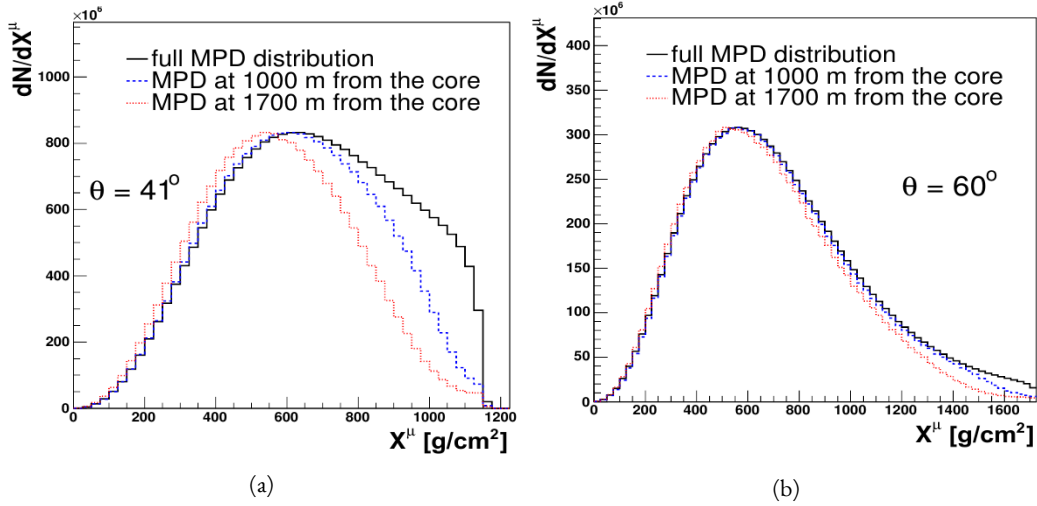 ×10⁶
dN/dX^μ
full MPD distribution
MPD at 1000 m from the core
MPD at 1700 m from the core
θ = 41°
1000
800
600
400
200
0
0 200 400 600 800 1000 1200
X^μ [g/cm²]
(a)
×10⁶
dN/dX^μ
full MPD distribution
MPD at 1000 m from the core
MPD at 1700 m from the core
θ = 60°
400
350
300
250
200
150
100
50
0
0 200 400 600 800 1000 1200 1400 1600
X^μ [g/cm²]
(b)